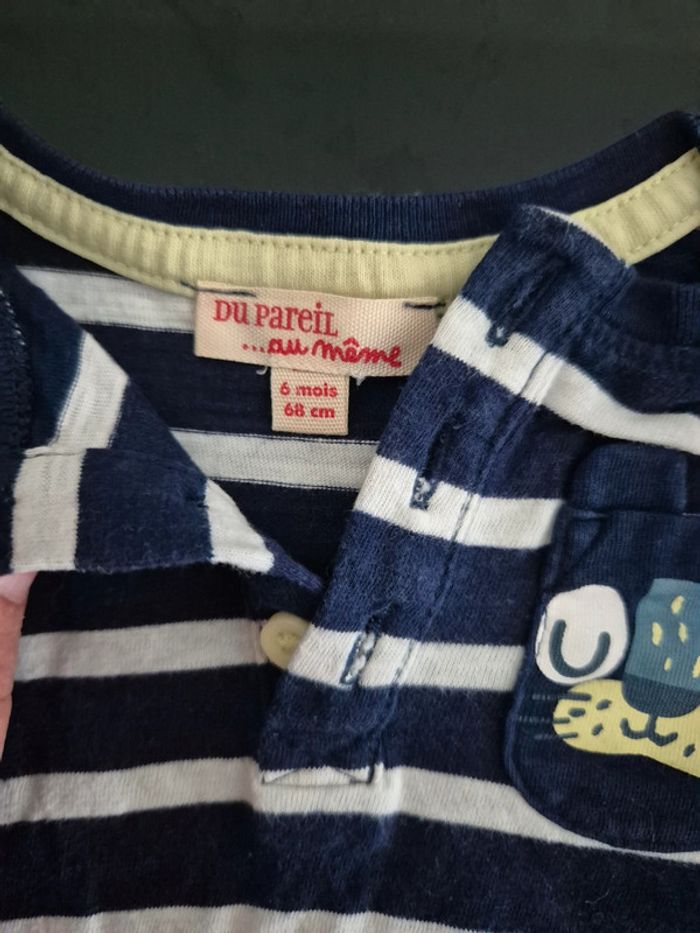 Du PareiL
...au même
6 mois
68 cm